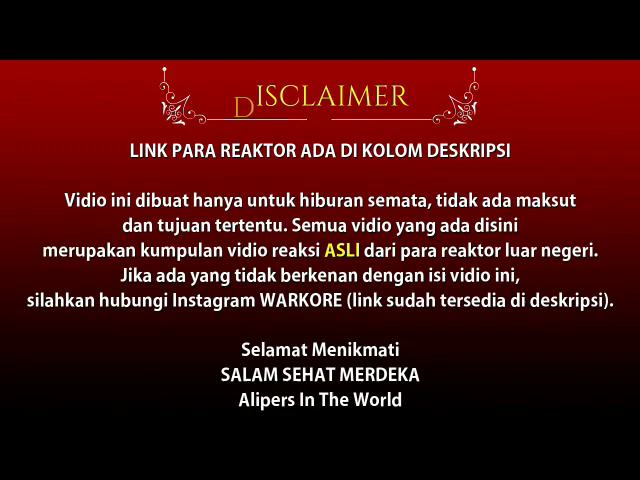 DISCLAIMER
LINK PARA REAKTOR ADA DI KOLOM DESKRIPSI
Vidio ini dibuat hanya untuk hiburan semata, tidak ada maksut
dan tujuan tertentu. Semua vidio yang ada disini
merupakan kumpulan vidio reaksi ASLI dari para reaktor luar negeri.
Jika ada yang tidak berkenan dengan isi vidio ini,
silahkan hubungi Instagram WARKORE (link sudah tersedia di deskripsi).
Selamat Menikmati
SALAM SEHAT MERDEKA
Alipers In The World